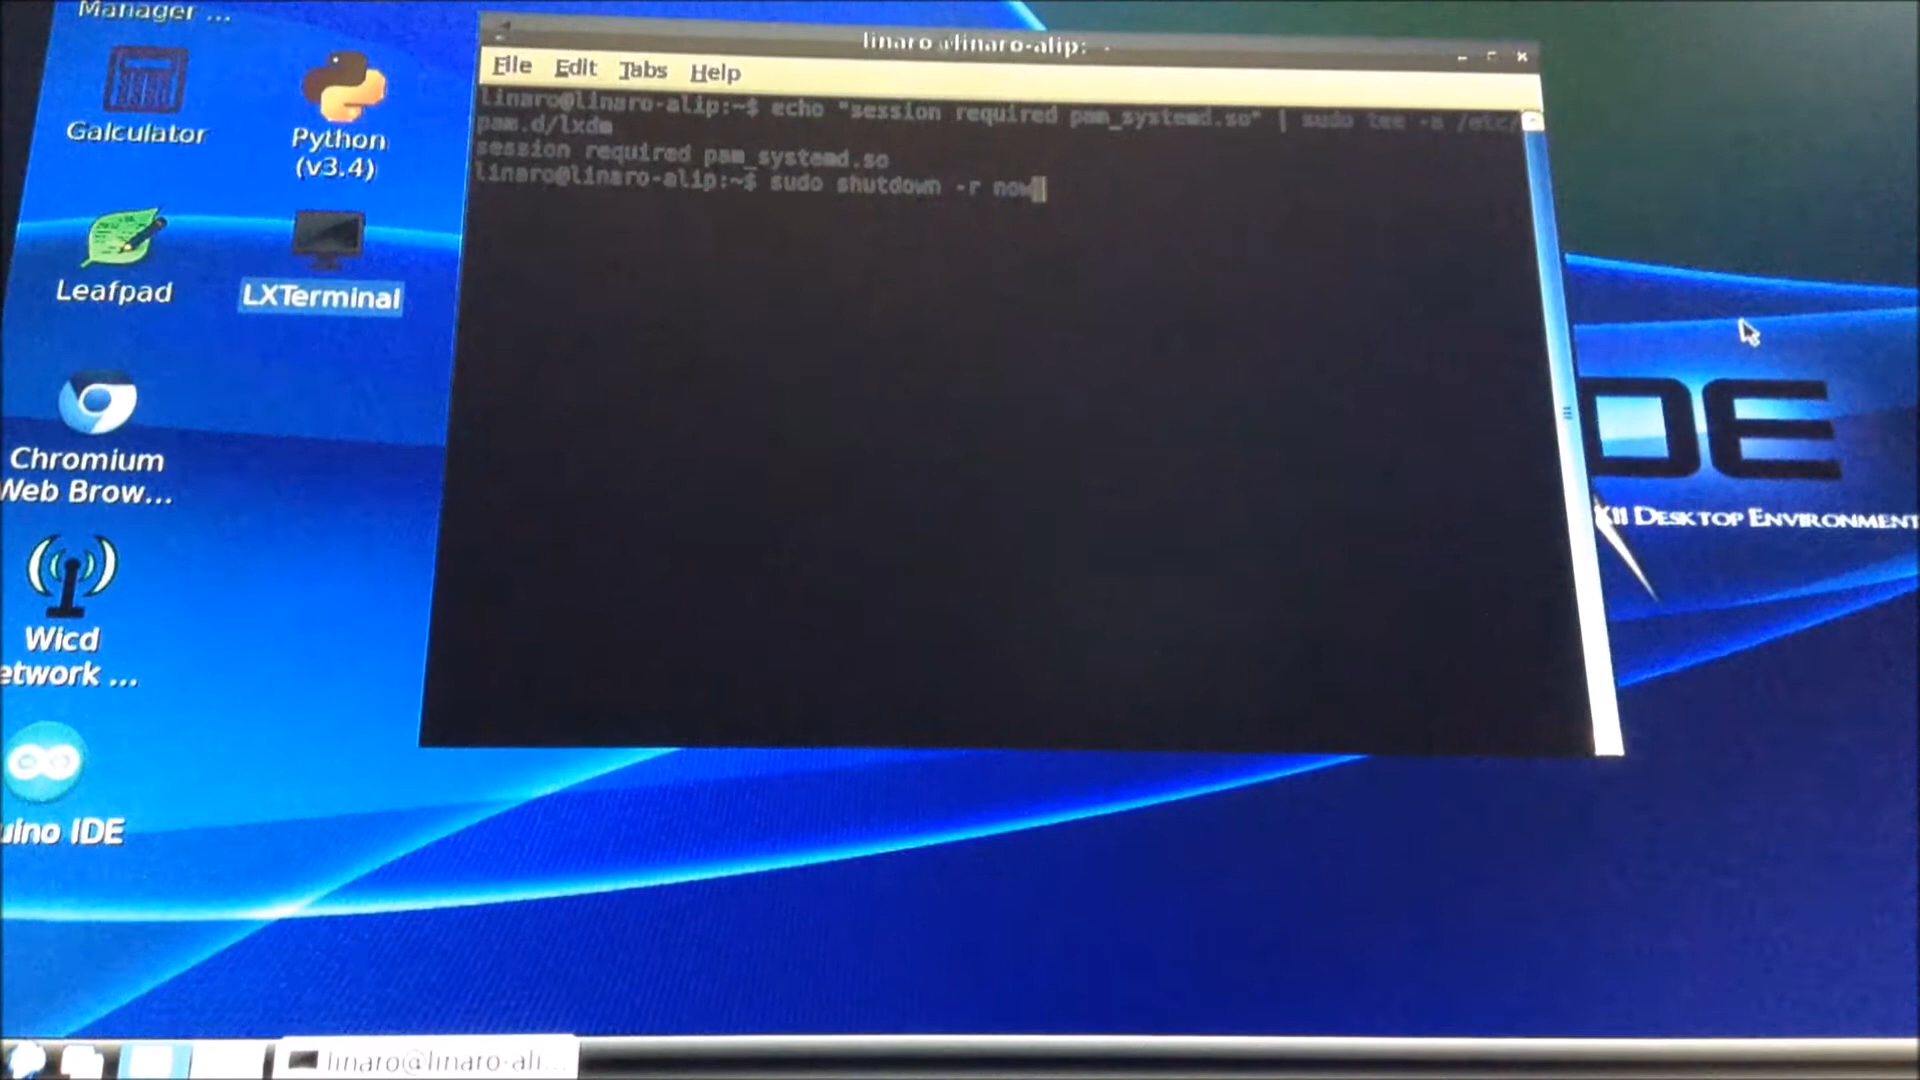 Manager ...
Galculator
Python
(v3.4)
Leafpad
LXTerminal
Chromium
Web Brow...
Wicd
etwork ...
uino IDE
linaro@linaro-alip: ~
File Edit Tabs Help
linaro@linaro-alip:~$ echo "session required pam_systemd.so" | sudo tee -a /etc/
pam.d/lxdm
session required pam_systemd.so
linaro@linaro-alip:~$ sudo shutdown -r now
DE
X11 DESKTOP ENVIRONMENT
linaro@linaro-ali...